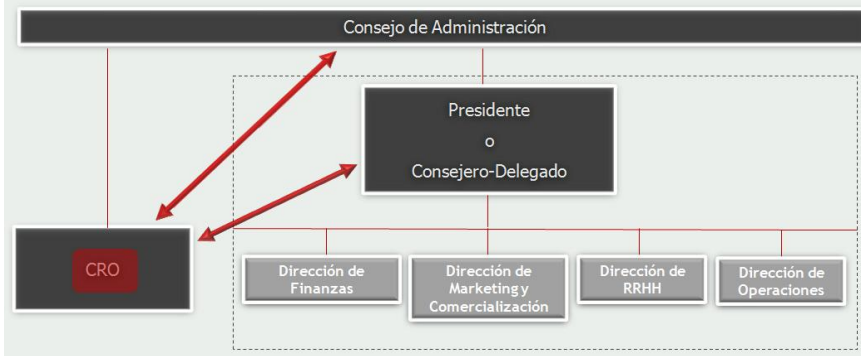 Consejo de Administración
Presidente
o
Consejero-Delegado
CRO
Dirección de
Finanzas
Dirección de
Marketing y
Comercialización
Dirección de
RRHH
Dirección de
Operaciones